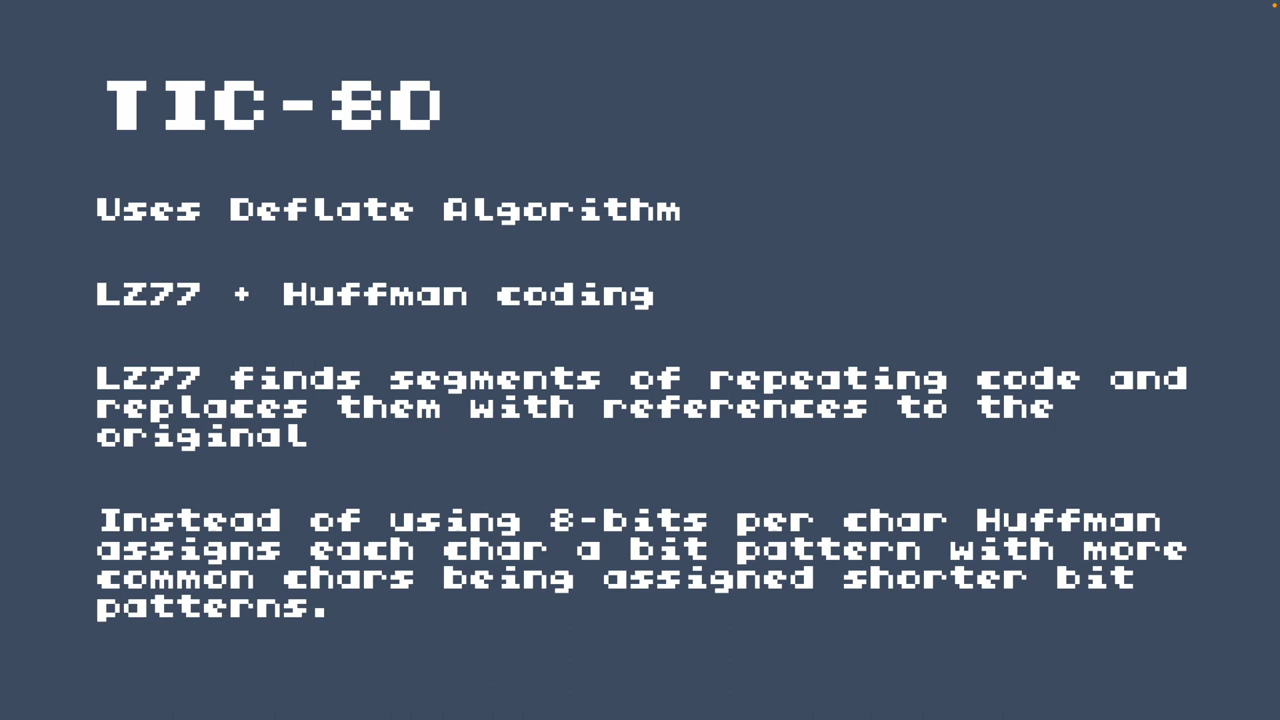 TIC-80
Uses Deflate Algorithm
LZ77 + Huffman coding
LZ77 finds segments of repeating code and
replaces them with references to the
original
Instead of using 8-bits per char Huffman
assigns each char a bit pattern with more
common chars being assigned shorter bit
patterns.